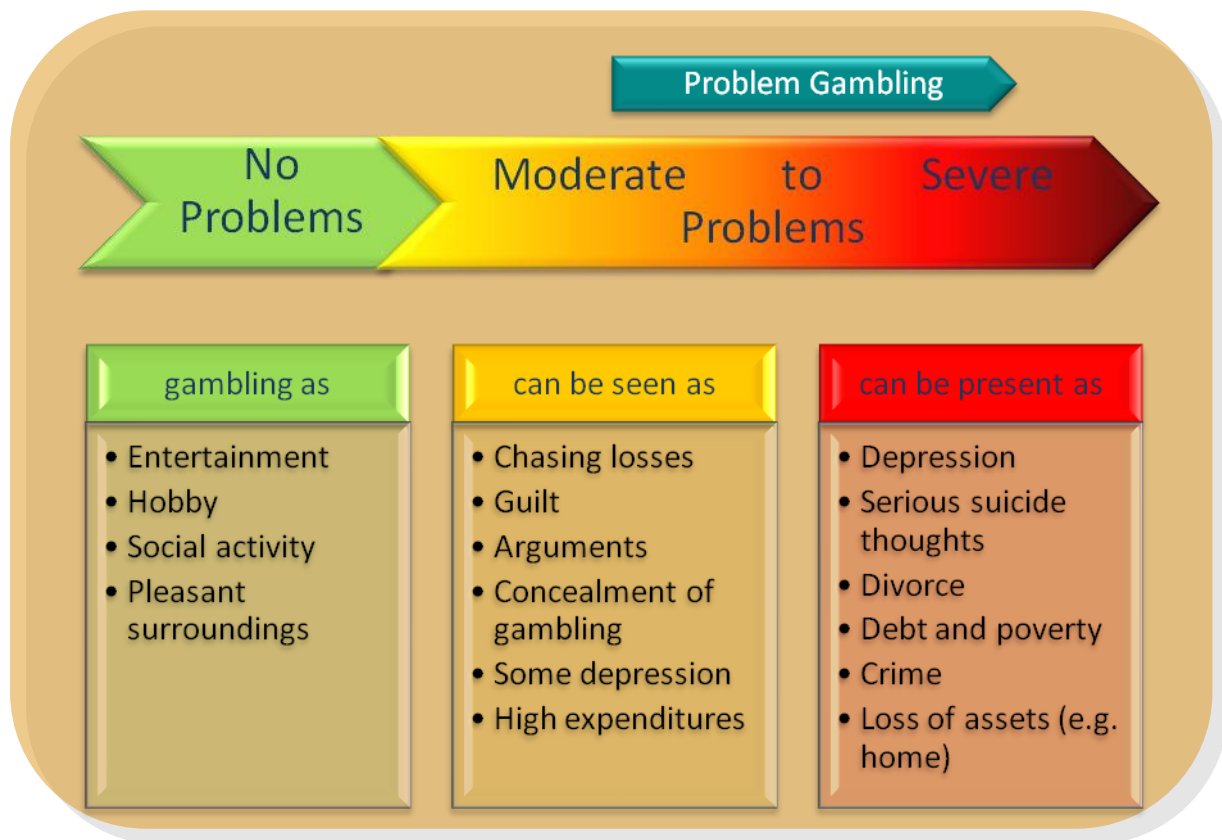 Problem Gambling
No
Problems
Moderate to Severe
Problems
gambling as
• Entertainment
• Hobby
• Social activity
• Pleasant
surroundings
can be seen as
• Chasing losses
• Guilt
• Arguments
• Concealment of
gambling
• Some depression
• High expenditures
can be present as
• Depression
• Serious suicide
thoughts
• Divorce
• Debt and poverty
• Crime
• Loss of assets (e.g.
home)